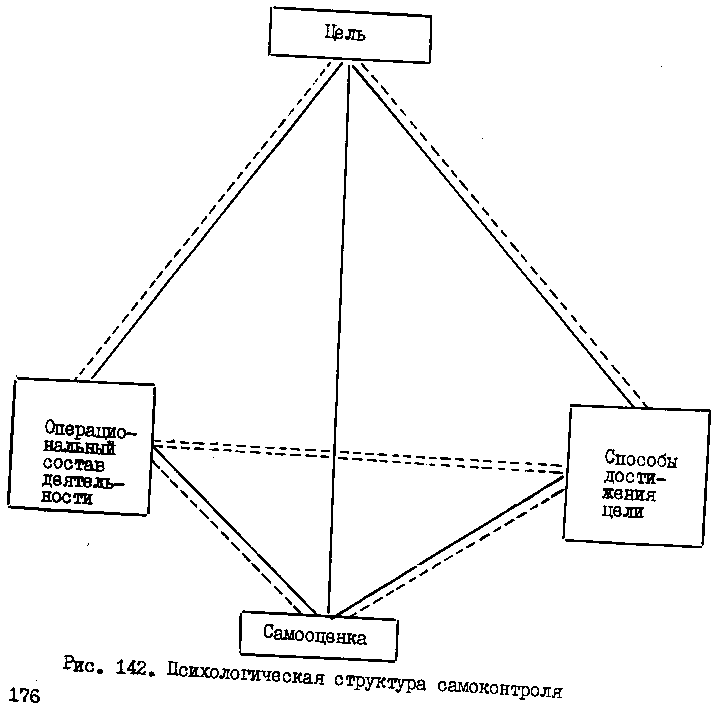 Цель
Операцио-
нальный
состав
деятель-
ности
Способы
дости-
жения
цели
Самооценка
Рис. 142. Психологическая структура самоконтроля
176